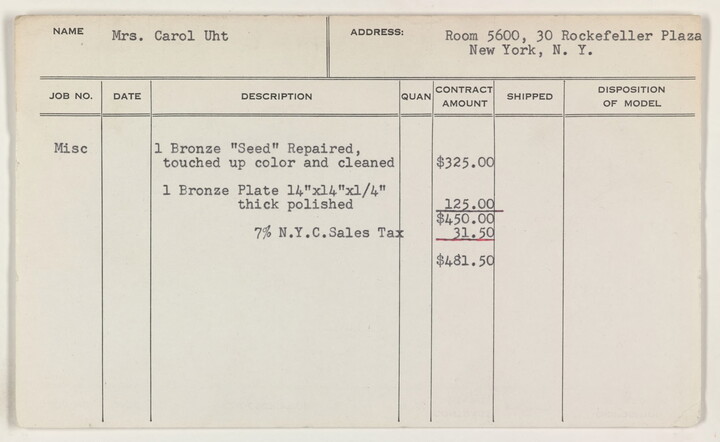 NAME Mrs. Carol Uht ADDRESS: Room 5600, 30 Rockefeller Plaza
New York, N. Y.
JOB NO. DATE DESCRIPTION QUAN CONTRACT AMOUNT SHIPPED DISPOSITION OF MODEL
Misc 1 Bronze "Seed" Repaired,
touched up color and cleaned $325.00
1 Bronze Plate 14"x14"x1/4"
thick polished 125.00
$450.00
7% N.Y.C.Sales Tax 31.50
$481.50